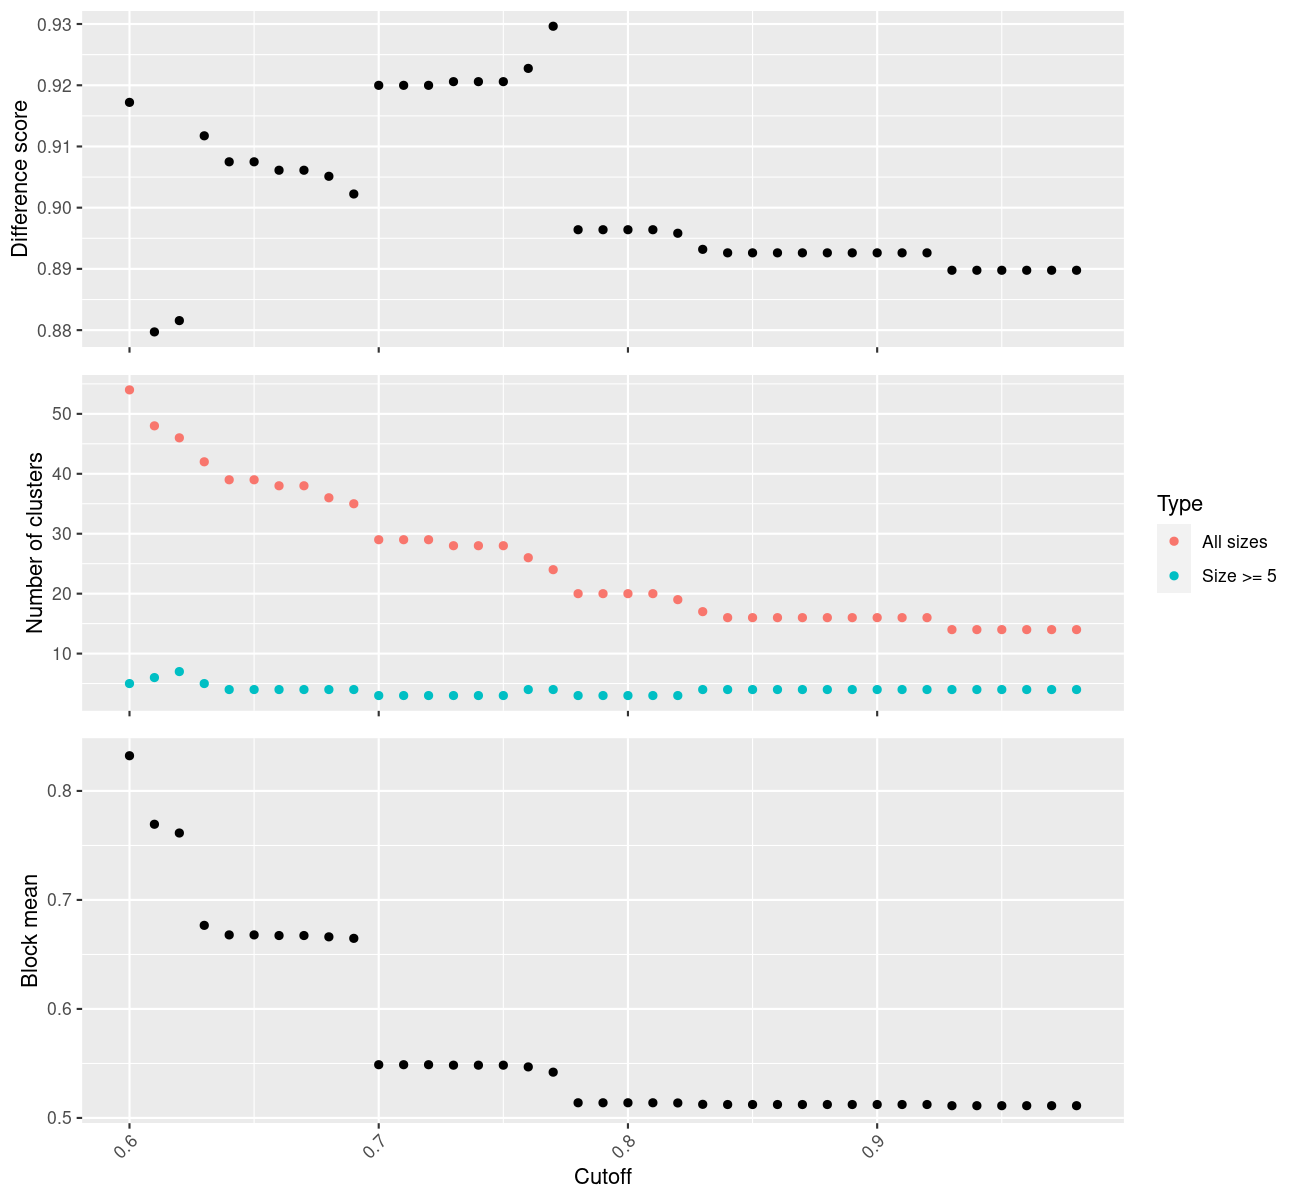 Difference score
0.93
0.92
0.91
0.90
0.89
0.88
Number of clusters
50
40
30
20
10
Type
All sizes
Size >= 5
Block mean
0.8
0.7
0.6
0.5
0.6 0.7 0.8 0.9
Cutoff